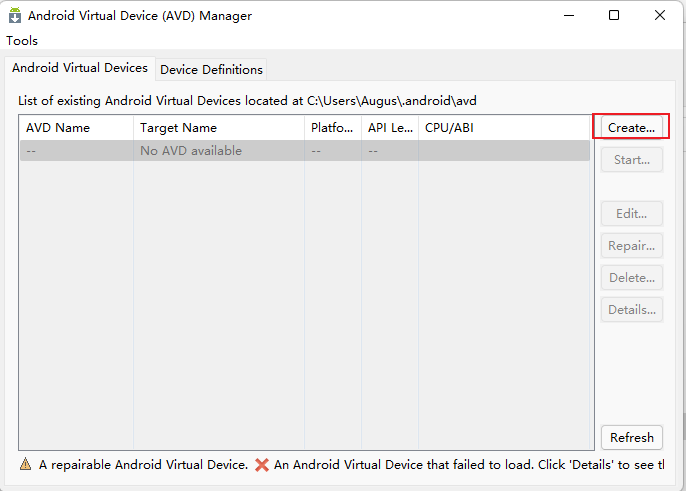 Android Virtual Device (AVD) Manager
Tools
Android Virtual Devices
Device Definitions
List of existing Android Virtual Devices located at C:\Users\Augus\.android\avd
AVD Name Target Name Platfo... API Le... CPU/ABI
-- No AVD available -- --
Create...
Start...
Edit...
Repair...
Delete...
Details...
Refresh
A repairable Android Virtual Device. An Android Virtual Device that failed to load. Click 'Details' to see